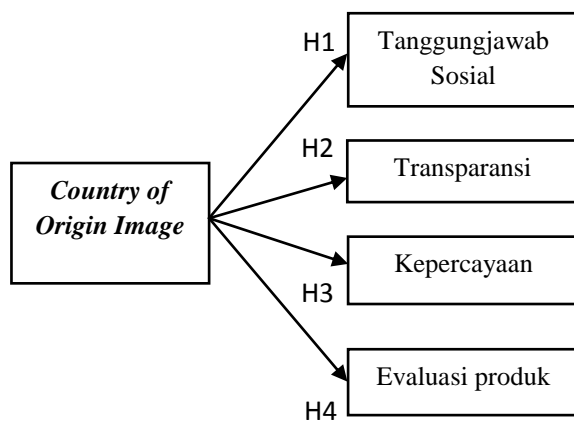 H1
Tanggungjawab
Sosial
H2
Transparansi
Country of
Origin Image
Kepercayaan
H3
Evaluasi produk
H4